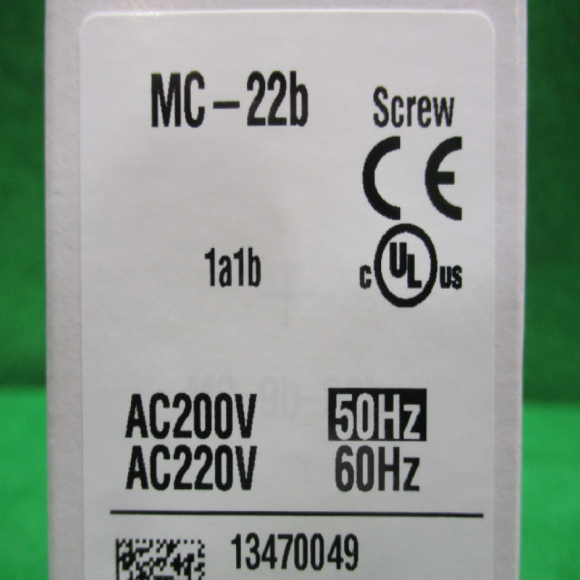 MC-22b Screw
CE
1a1b
c UL us
AC200V 50Hz
AC220V 60Hz
13470049